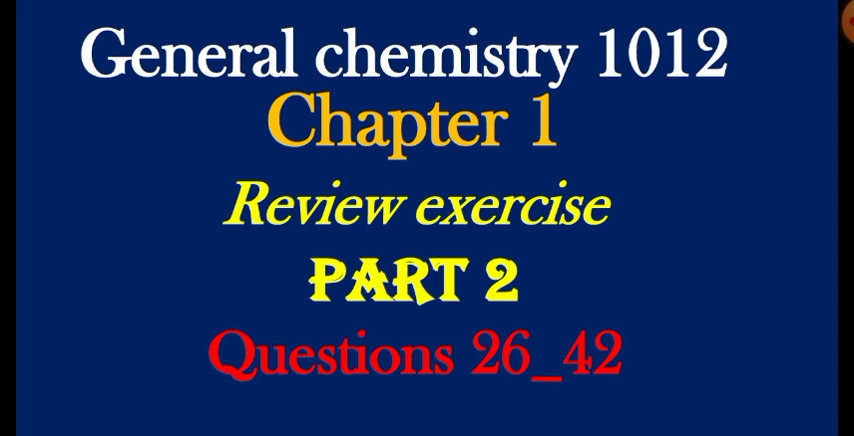 General chemistry 1012
Chapter 1
Review exercise
PART 2
Questions 26_42